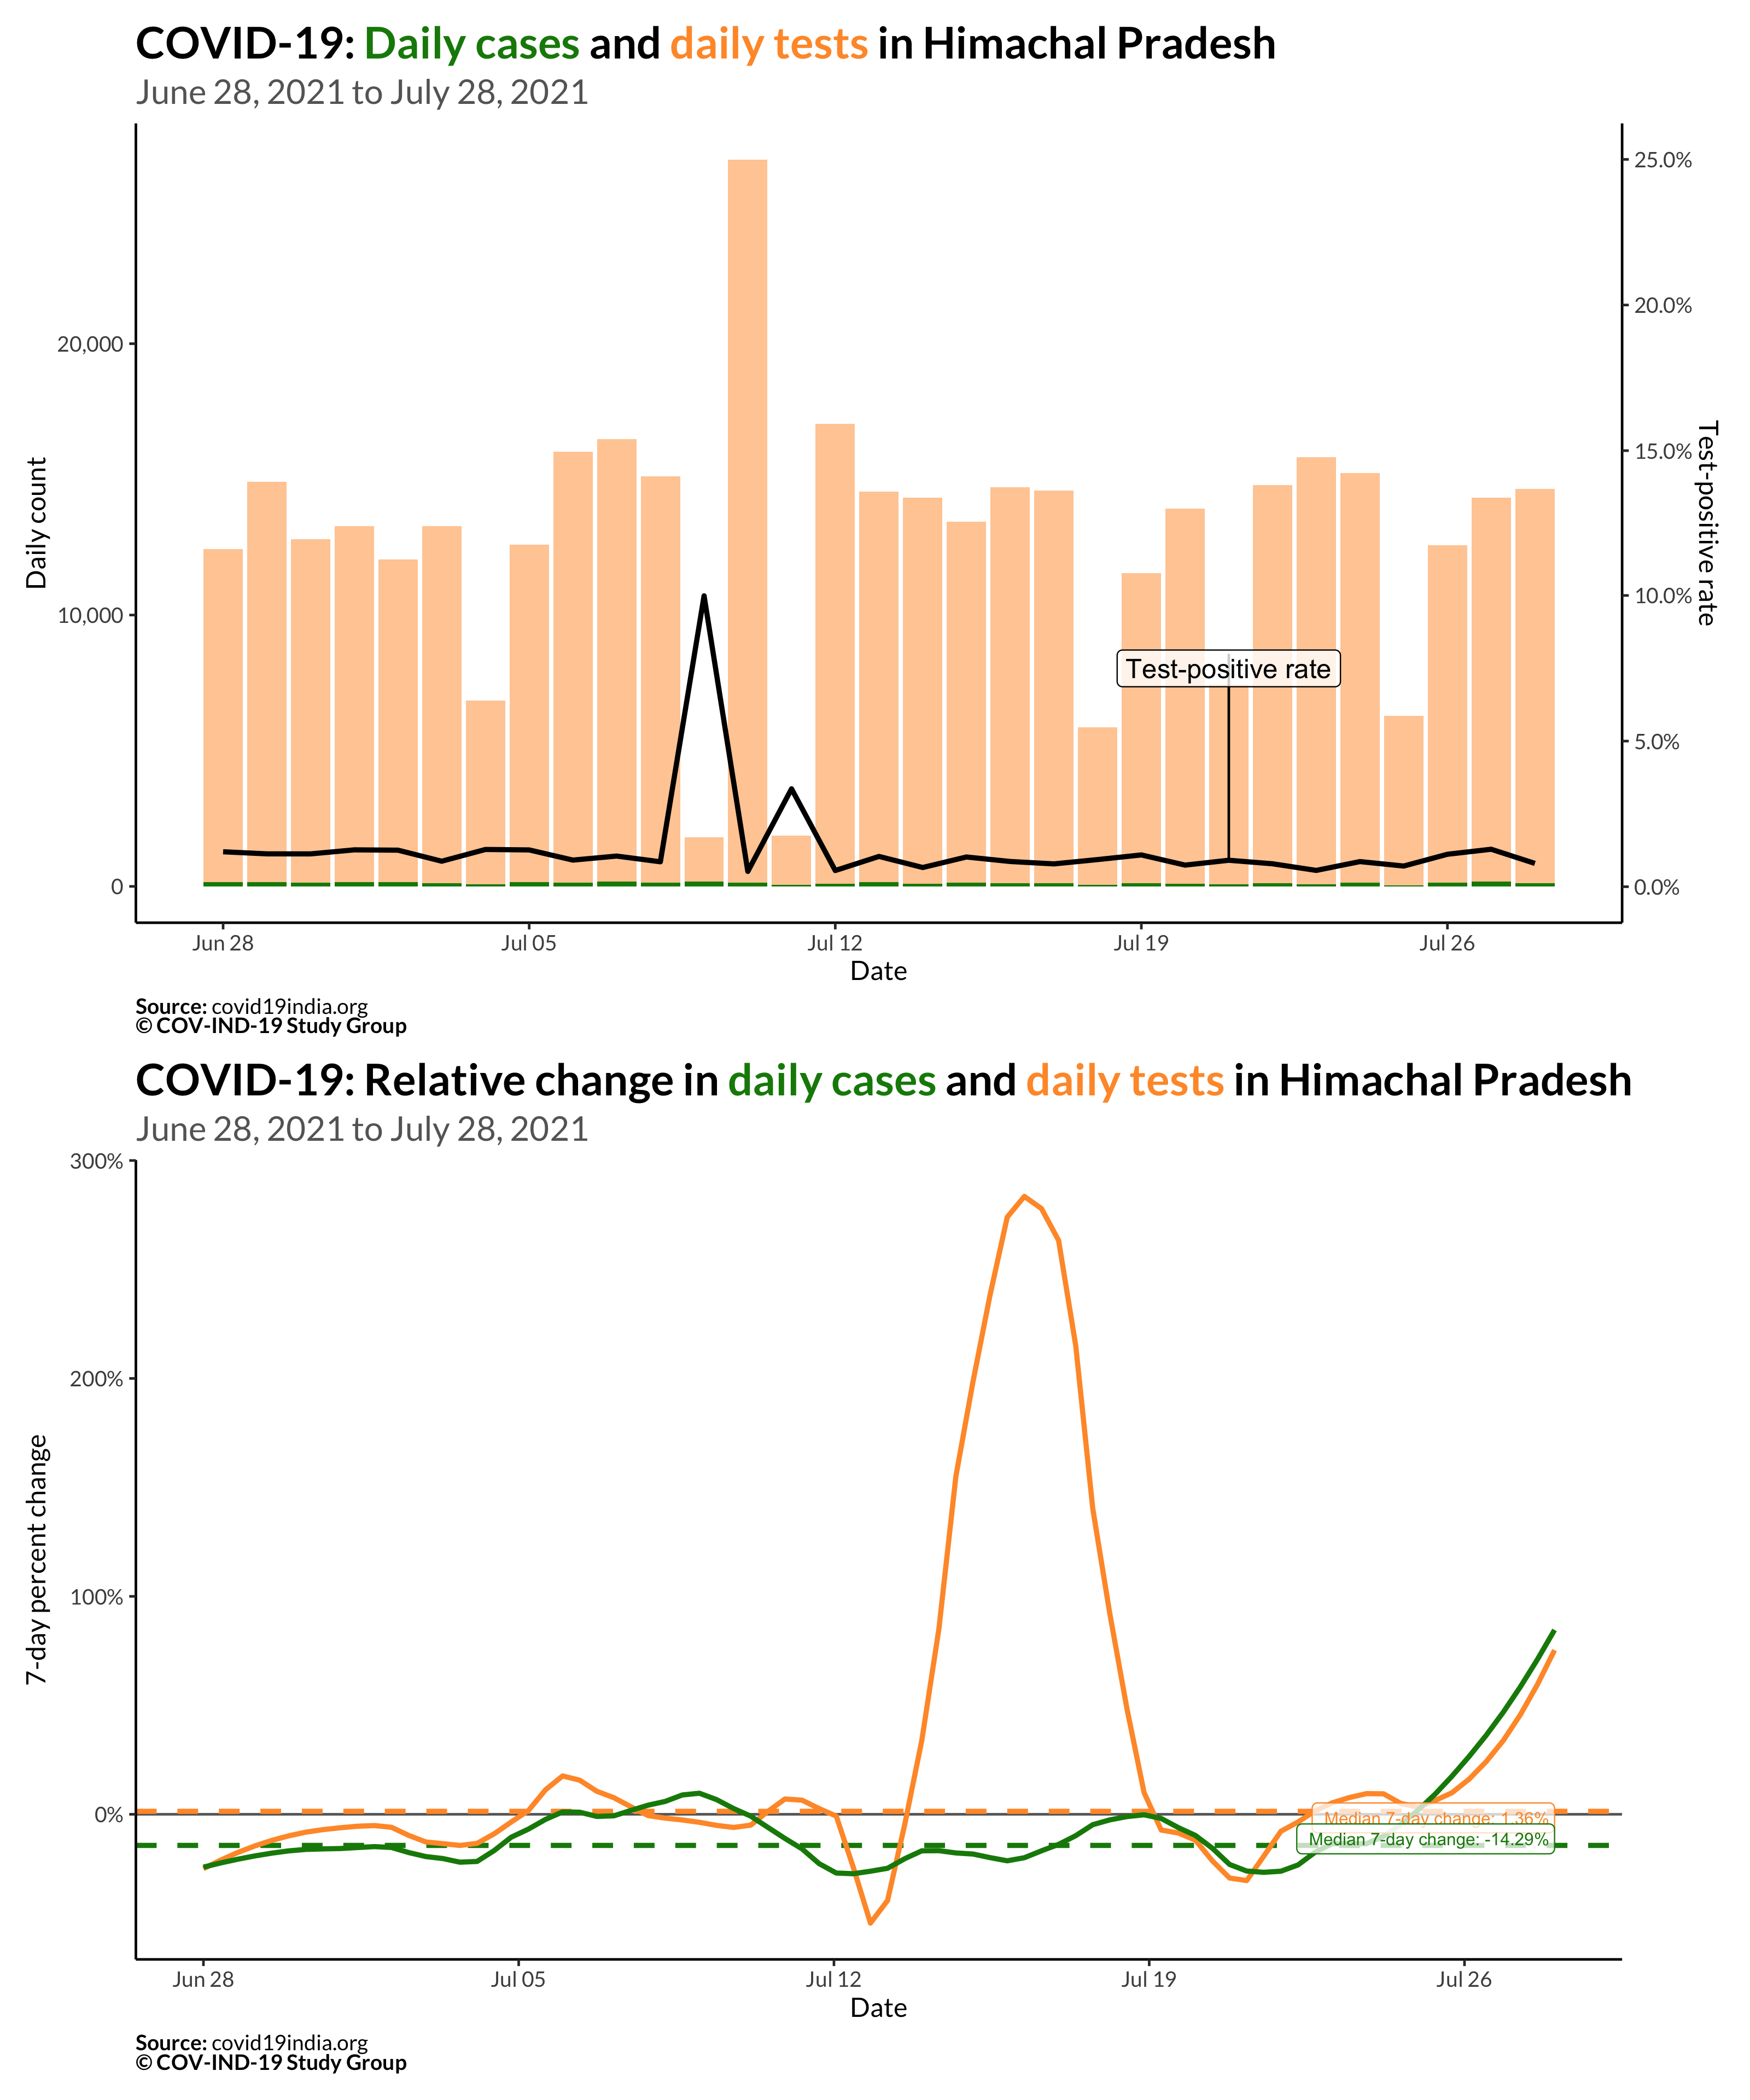 COVID-19: Daily cases and daily tests in Himachal Pradesh
June 28, 2021 to July 28, 2021
Daily count
20,000
10,000
0
25.0%
20.0%
15.0%
10.0%
5.0%
0.0%
Test-positive rate
Test-positive rate
Jun 28
Jul 05
Jul 12
Jul 19
Jul 26
Date
Source: covid19india.org
© COV-IND-19 Study Group
COVID-19: Relative change in daily cases and daily tests in Himachal Pradesh
June 28, 2021 to July 28, 2021
7-day percent change
300%
200%
100%
0%
Median 7-day change: 1.36%
Median 7-day change: -14.29%
Jun 28
Jul 05
Jul 12
Jul 19
Jul 26
Date
Source: covid19india.org
© COV-IND-19 Study Group